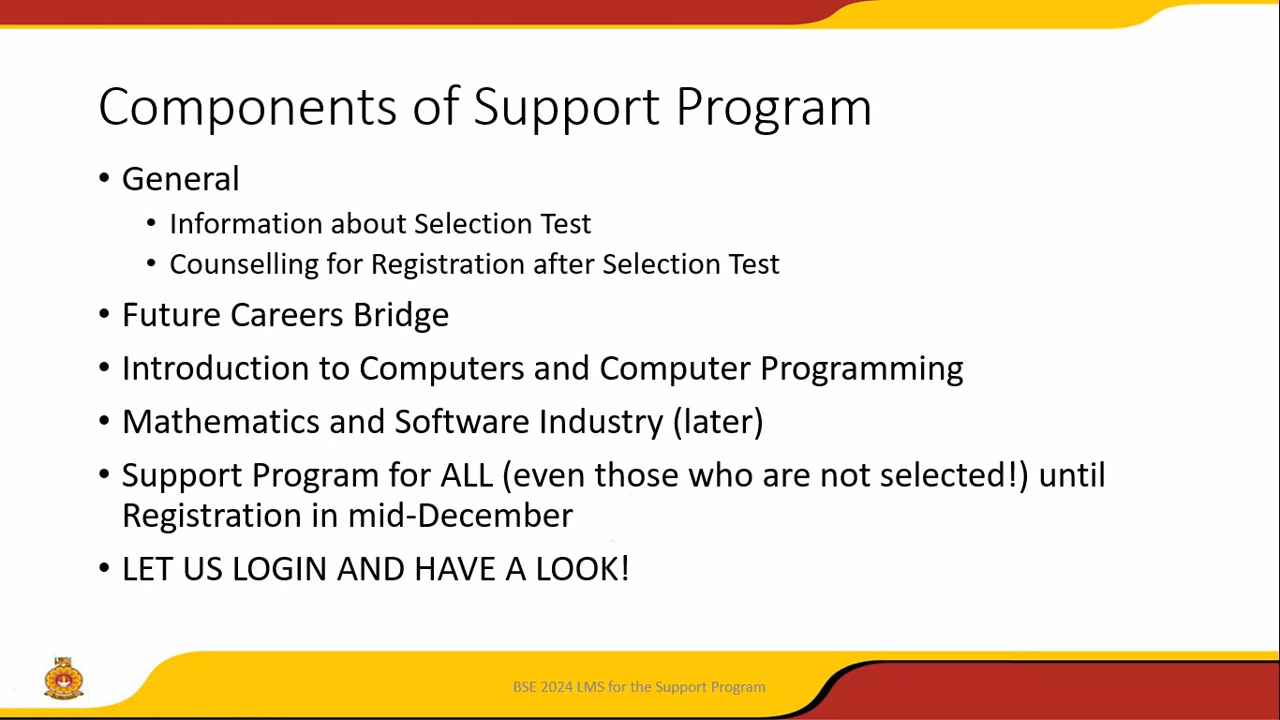 Components of Support Program
• General
• Information about Selection Test
• Counselling for Registration after Selection Test
• Future Careers Bridge
• Introduction to Computers and Computer Programming
• Mathematics and Software Industry (later)
• Support Program for ALL (even those who are not selected!) until
Registration in mid-December
• LET US LOGIN AND HAVE A LOOK!
BSE 2024 LMS for the Support Program